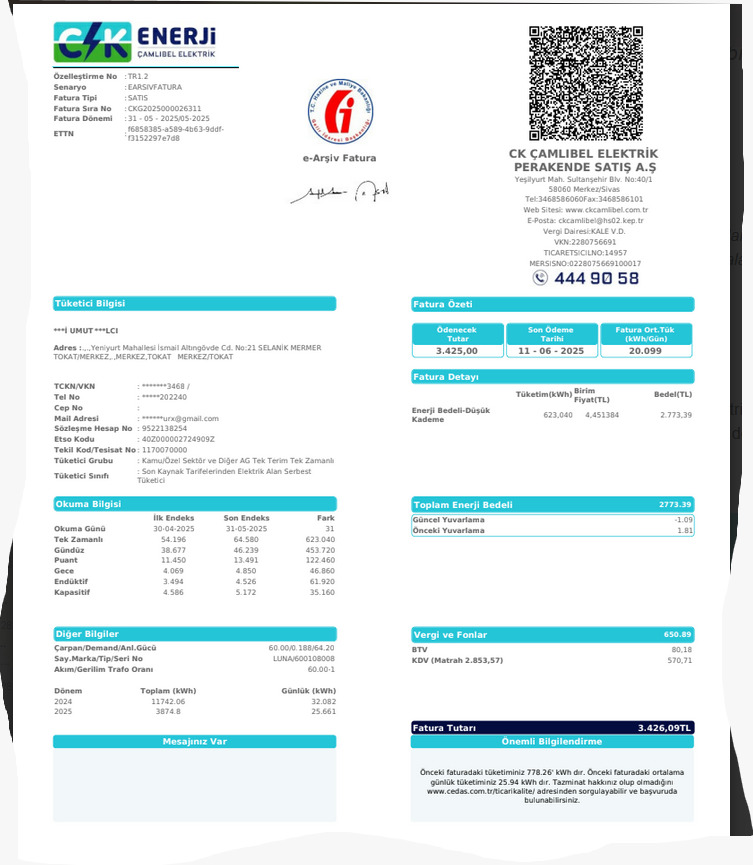 CK ENERJİ
ÇAMLIBEL ELEKTRİK
Özelleştirme No : TR1.2
Senaryo : EARSIVFATURA
Fatura Tipi : SATIS
Fatura Sıra No : CKG2025000026311
Fatura Dönemi : 31 - 05 - 2025/05-2025
ETTN : f6858385-a589-4b63-9ddf-
f3152297e7d8
T.C. Hazine ve Maliye Bakanlığı
Gelir İdaresi Başkanlığı
e-Arşiv Fatura
CK ÇAMLIBEL ELEKTRİK
PERAKENDE SATIŞ A.Ş
Yeşilyurt Mah. Sultanşehir Blv. No:40/1
58060 Merkez/Sivas
Tel:3468586060Fax:3468586101
Web Sitesi: www.ckcamlibel.com.tr
E-Posta: ckcamlibel@hs02.kep.tr
Vergi Dairesi:KALE V.D.
VKN:2280756691
TICARETSICILNO:14957
MERSISNO:0228075669100017
444 90 58
Tüketici Bilgisi
***İ UMUT ***LCI
Adres :.,.,Yeniyurt Mahallesi İsmail Altıngövde Cd. No:21 SELANİK MERMER
TOKAT/MERKEZ,.,MERKEZ,TOKAT MERKEZ/TOKAT
TCKN/VKN : *******3468 /
Tel No : *****202240
Cep No :
Mail Adresi : ******urx@gmail.com
Sözleşme Hesap No : 9522138254
Etso Kodu : 40Z000002724909Z
Tekil Kod/Tesisat No : 1170070000
Tüketici Grubu : Kamu/Özel Sektör ve Diğer AG Tek Terim Tek Zamanlı
Tüketici Sınıfı : Son Kaynak Tarifelerinden Elektrik Alan Serbest
Tüketici
Fatura Özeti
Ödenecek Tutar Son Ödeme Tarihi Fatura Ort.Tük (kWh/Gün)
3.425,00 11 - 06 - 2025 20.099
Fatura Detayı
Tüketim(kWh) Birim Fiyat(TL) Bedel(TL)
Enerji Bedeli-Düşük Kademe 623,040 4,451384 2.773,39
Okuma Bilgisi
İlk Endeks Son Endeks Fark
Okuma Günü 30-04-2025 31-05-2025 31
Tek Zamanlı 54.196 64.580 623.040
Gündüz 38.677 46.239 453.720
Puant 11.450 13.491 122.460
Gece 4.069 4.850 46.860
Endüktif 3.494 4.526 61.920
Kapasitif 4.586 5.172 35.160
Toplam Enerji Bedeli 2773.39
Güncel Yuvarlama -1.09
Önceki Yuvarlama 1.81
Diğer Bilgiler
Çarpan/Demand/Anl.Gücü 60.00/0.188/64.20
Say.Marka/Tip/Seri No LUNA/600108008
Akım/Gerilim Trafo Oranı 60.00-1
Dönem Toplam (kWh) Günlük (kWh)
2024 11742.06 32.082
2025 3874.8 25.661
Vergi ve Fonlar 650.89
BTV 80,18
KDV (Matrah 2.853,57) 570,71
Fatura Tutarı 3.426,09TL
Mesajınız Var
Önemli Bilgilendirme
Önceki faturadaki tüketiminiz 778.26' kWh dır. Önceki faturadaki ortalama
günlük tüketiminiz 25.94 kWh dır. Tazminat hakkınız olup olmadığını
www.cedas.com.tr/ticarikalite/ adresinden sorgulayabilir ve başvuruda
bulunabilirsiniz.